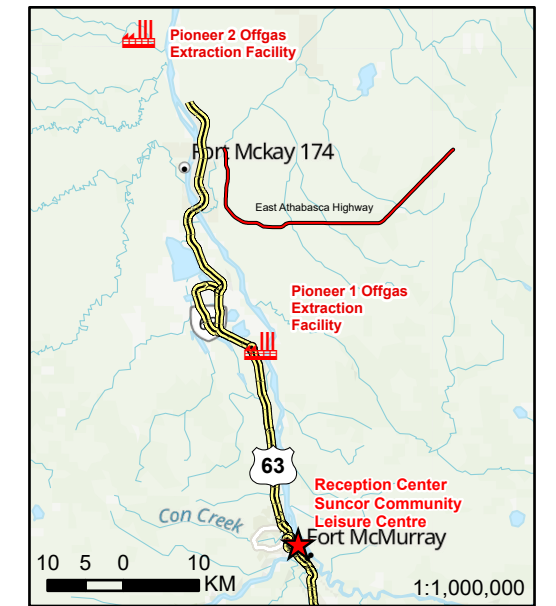 Pioneer 2 Offgas
Extraction Facility
Fort Mckay 174
East Athabasca Highway
Pioneer 1 Offgas
Extraction
Facility
63
Reception Center
Suncor Community
Leisure Centre
Con Creek
Fort McMurray
10 5 0 10
KM
1:1,000,000